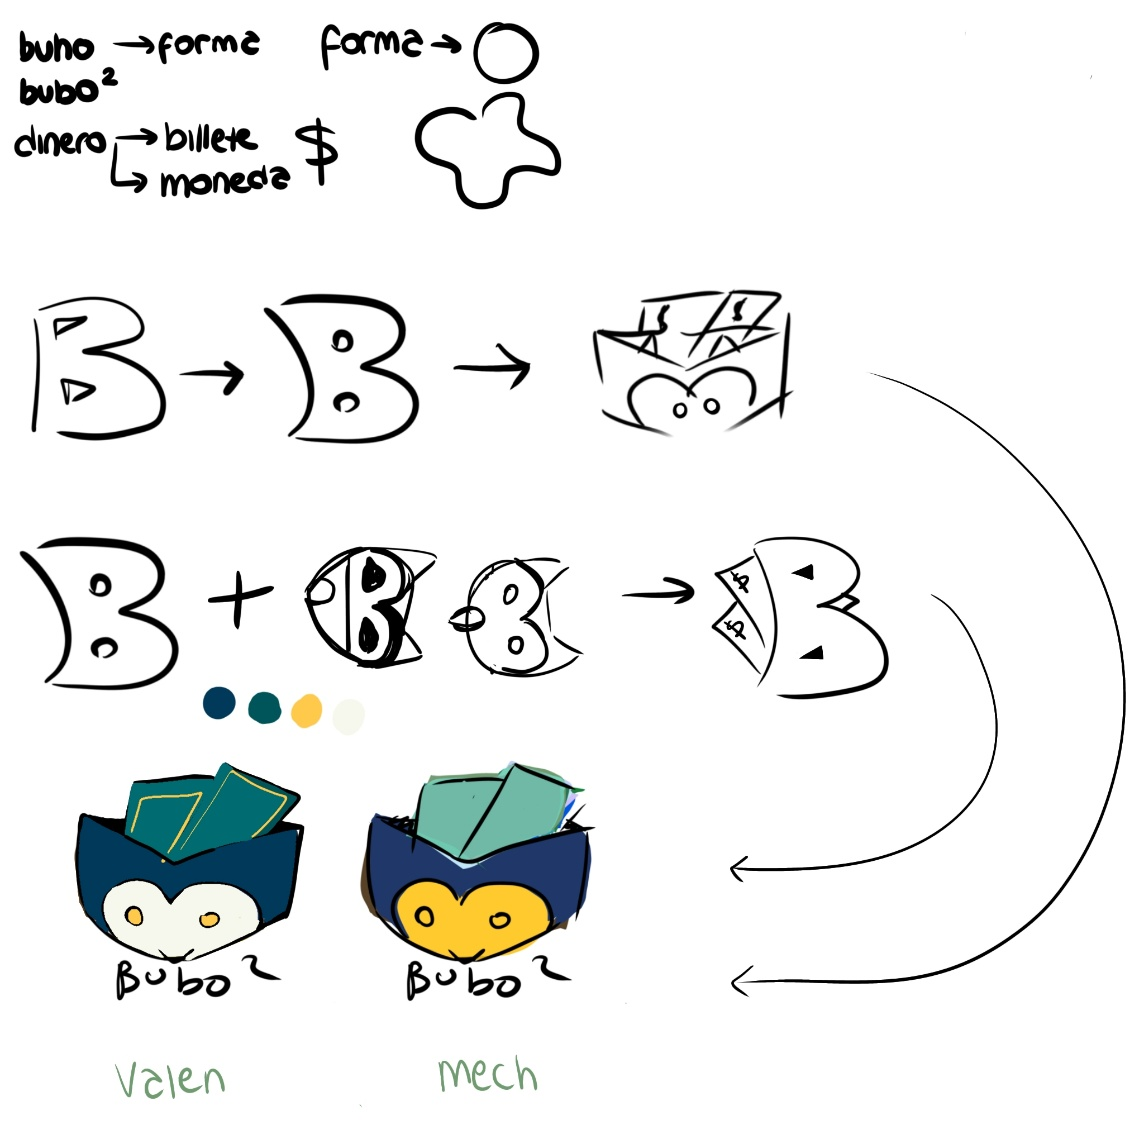 buho → forma
forma →
bubo²
dinero → billete $
→ moneda
B → B → $ $
B + B B → $ $ B
Bubo²
Bubo²
Valen
mech